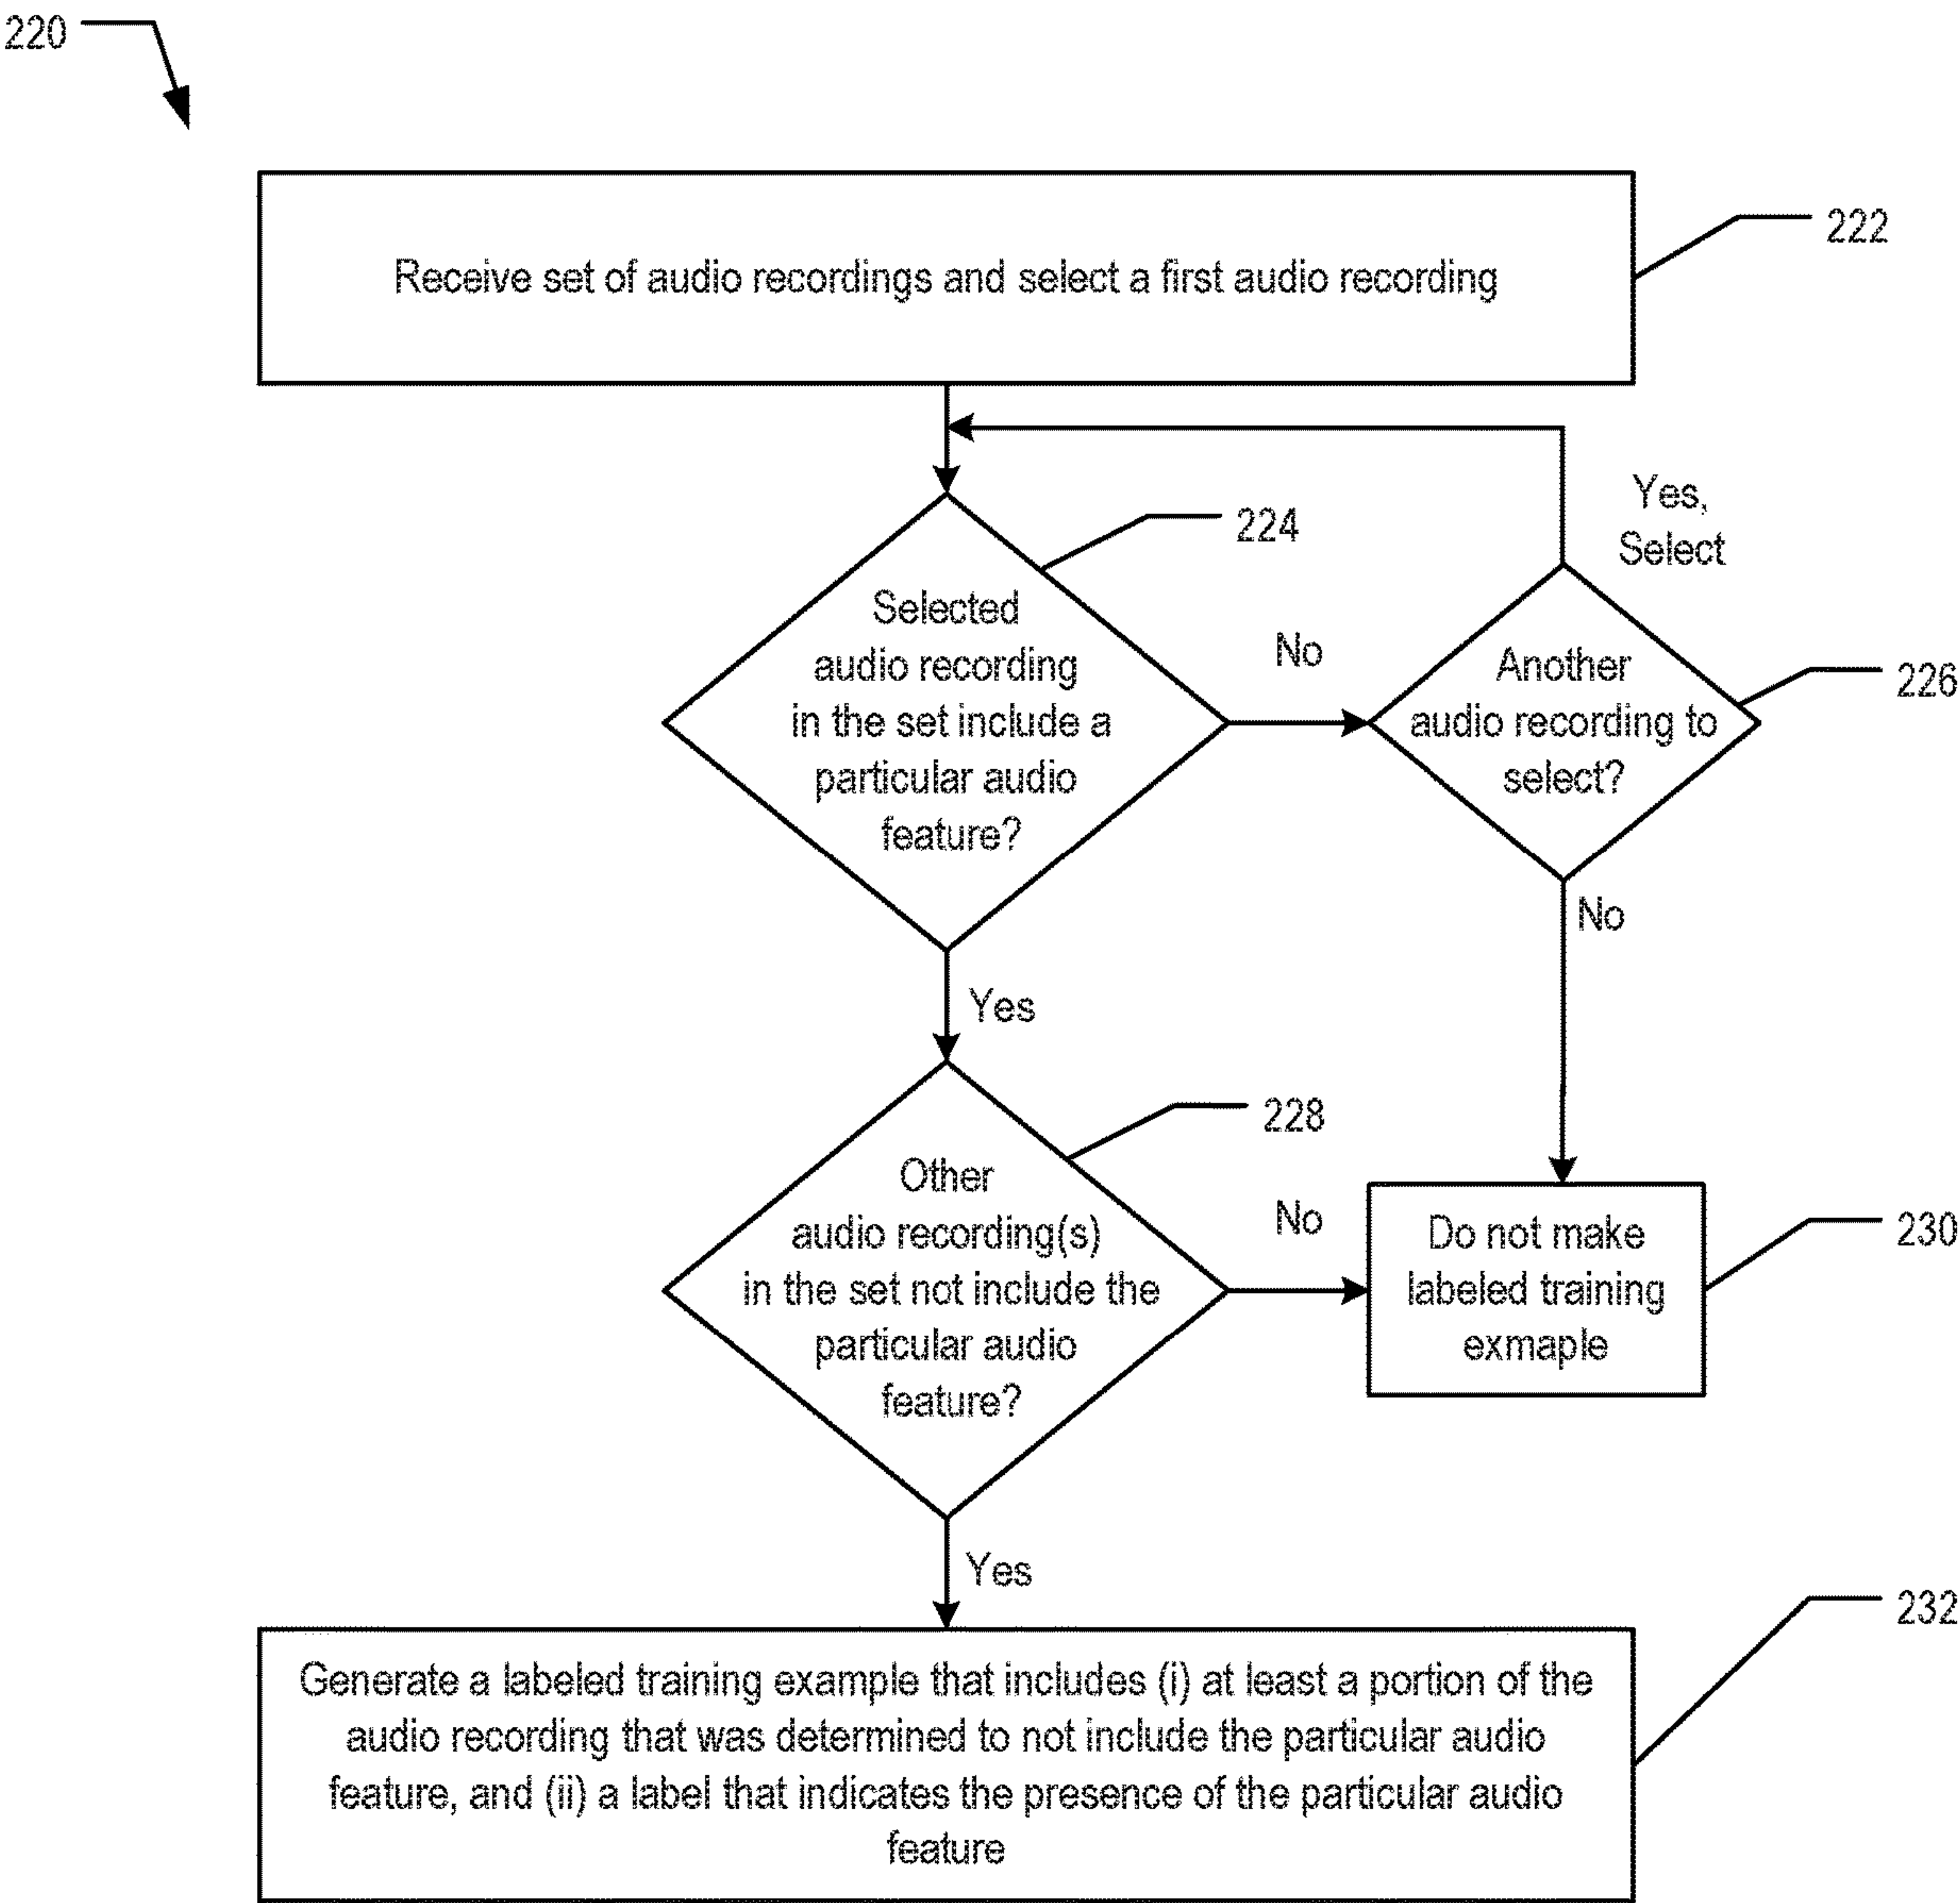 220
222
Receive set of audio recordings and select a first audio recording
Yes,
Select
224
Selected
audio recording
in the set include a
particular audio
feature?
No
Another
audio recording to
select?
226
No
Yes
228
Other
audio recording(s)
in the set not include the
particular audio
feature?
No
Do not make
labeled training
exmaple
230
Yes
232
Generate a labeled training example that includes (i) at least a portion of the
audio recording that was determined to not include the particular audio
feature, and (ii) a label that indicates the presence of the particular audio
feature